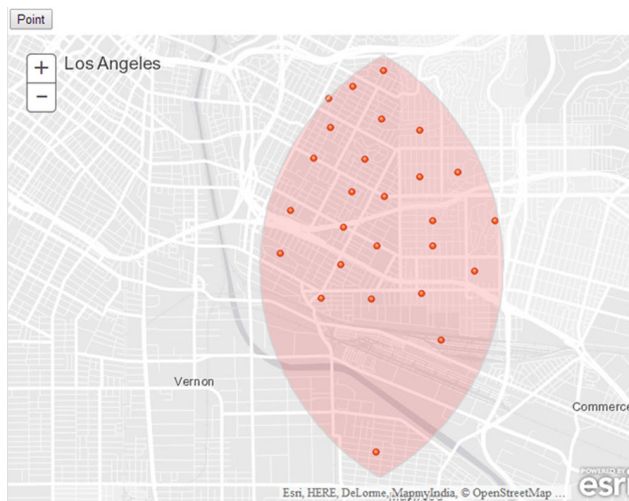 Point
+
Los Angeles
−
Vernon
Commerce
Esri, HERE, DeLorme, MapmyIndia, © OpenStreetMap ...
POWERED BY
esri